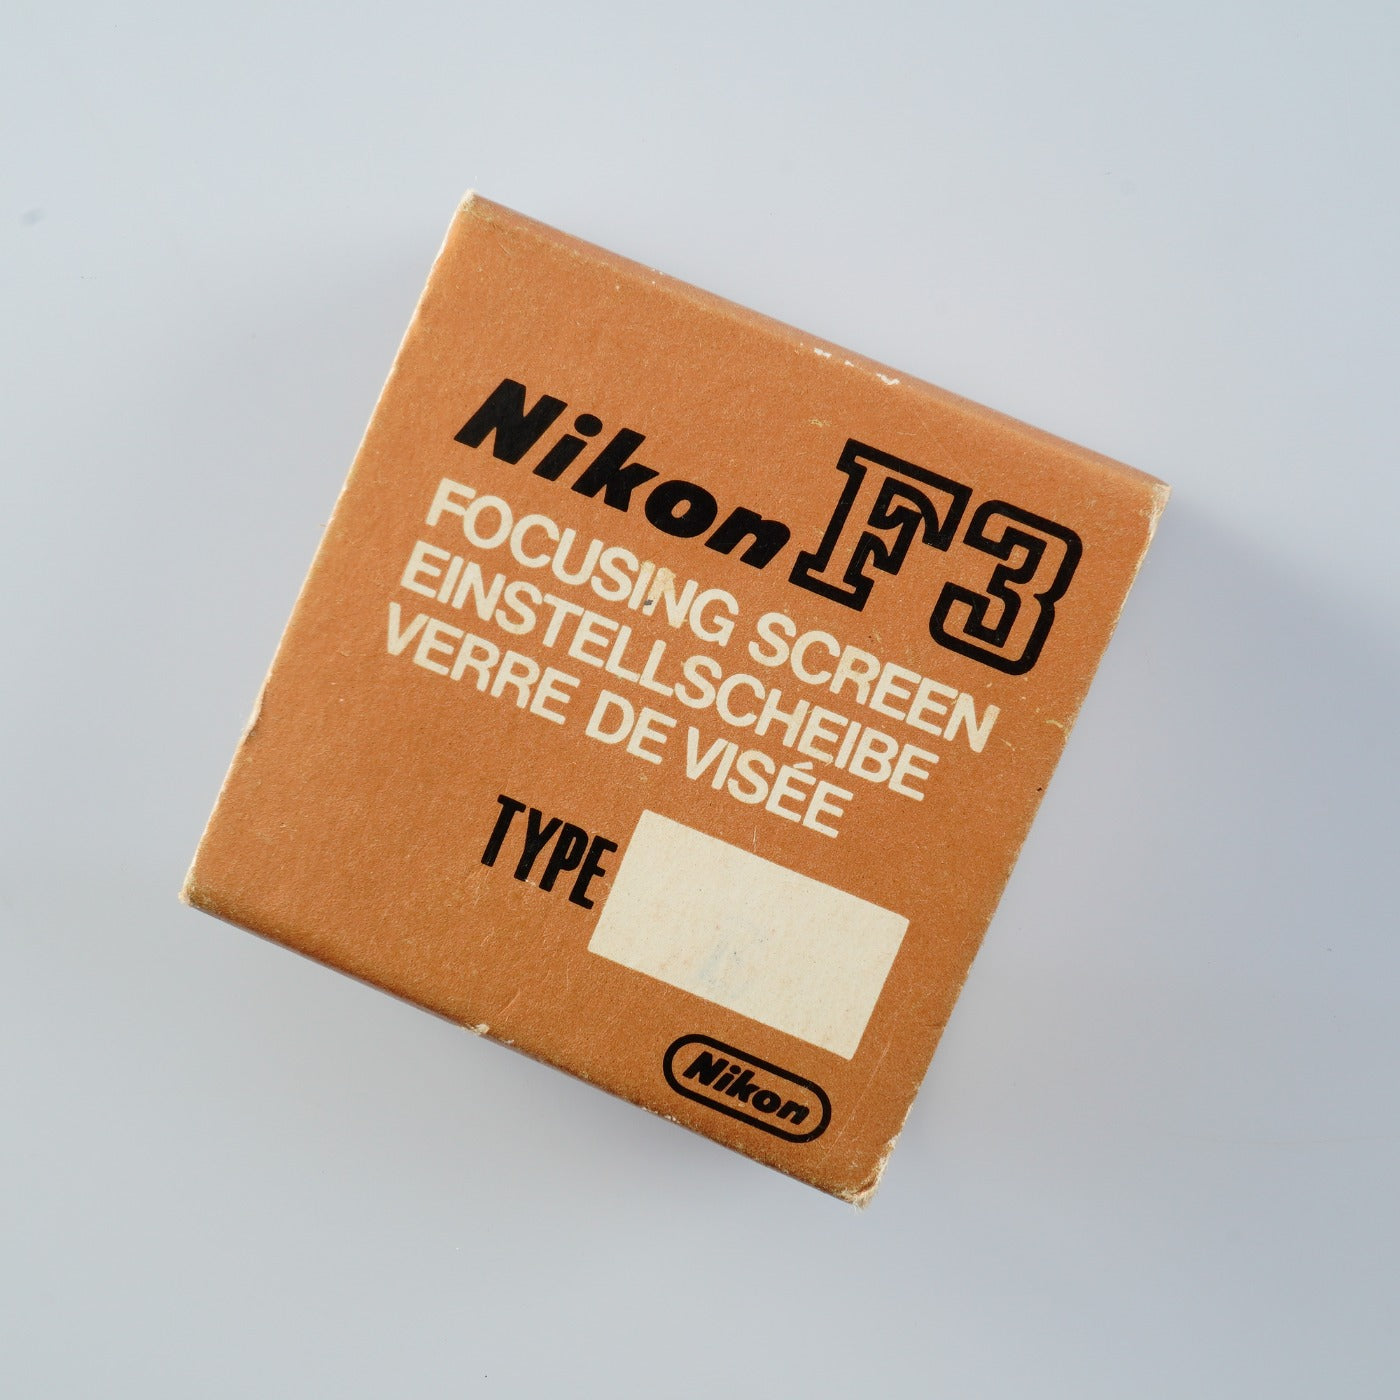 Nikon F3
FOCUSING SCREEN
EINSTELLSCHEIBE
VERRE DE VISÉE
TYPE
Nikon